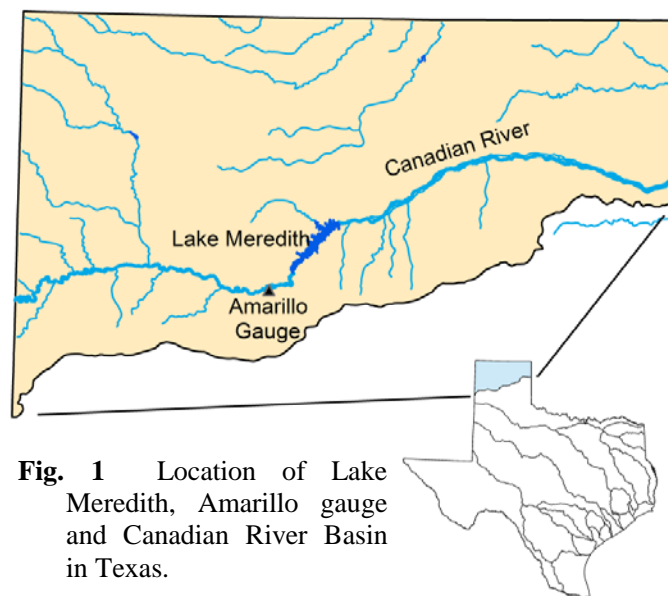 Canadian River
Lake Meredith
Amarillo
Gauge
Fig. 1 Location of Lake
Meredith, Amarillo gauge
and Canadian River Basin
in Texas.